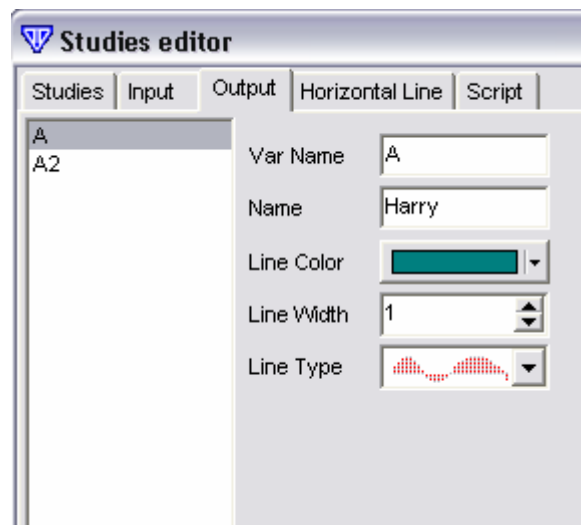 Studies editor
Studies Input Output Horizontal Line Script
A
A2
Var Name A
Name Harry
Line Color
Line Width 1
Line Type